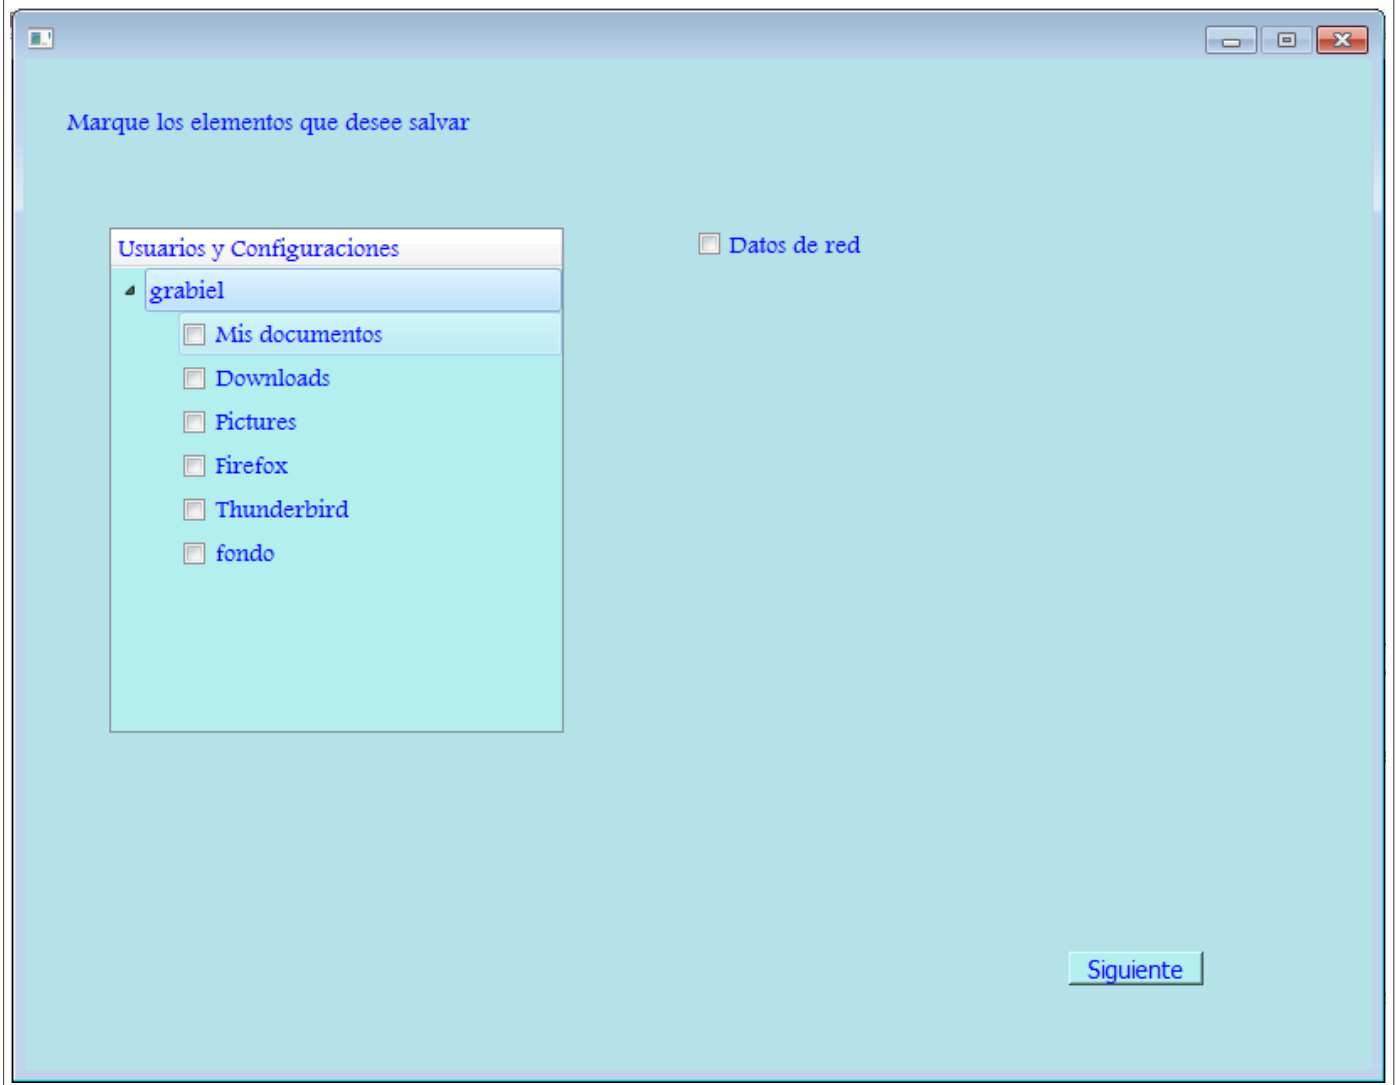 Marque los elementos que desee salvar
Usuarios y Configuraciones
Datos de red
grabiel
Mis documentos
Downloads
Pictures
Firefox
Thunderbird
fondo
Siguiente